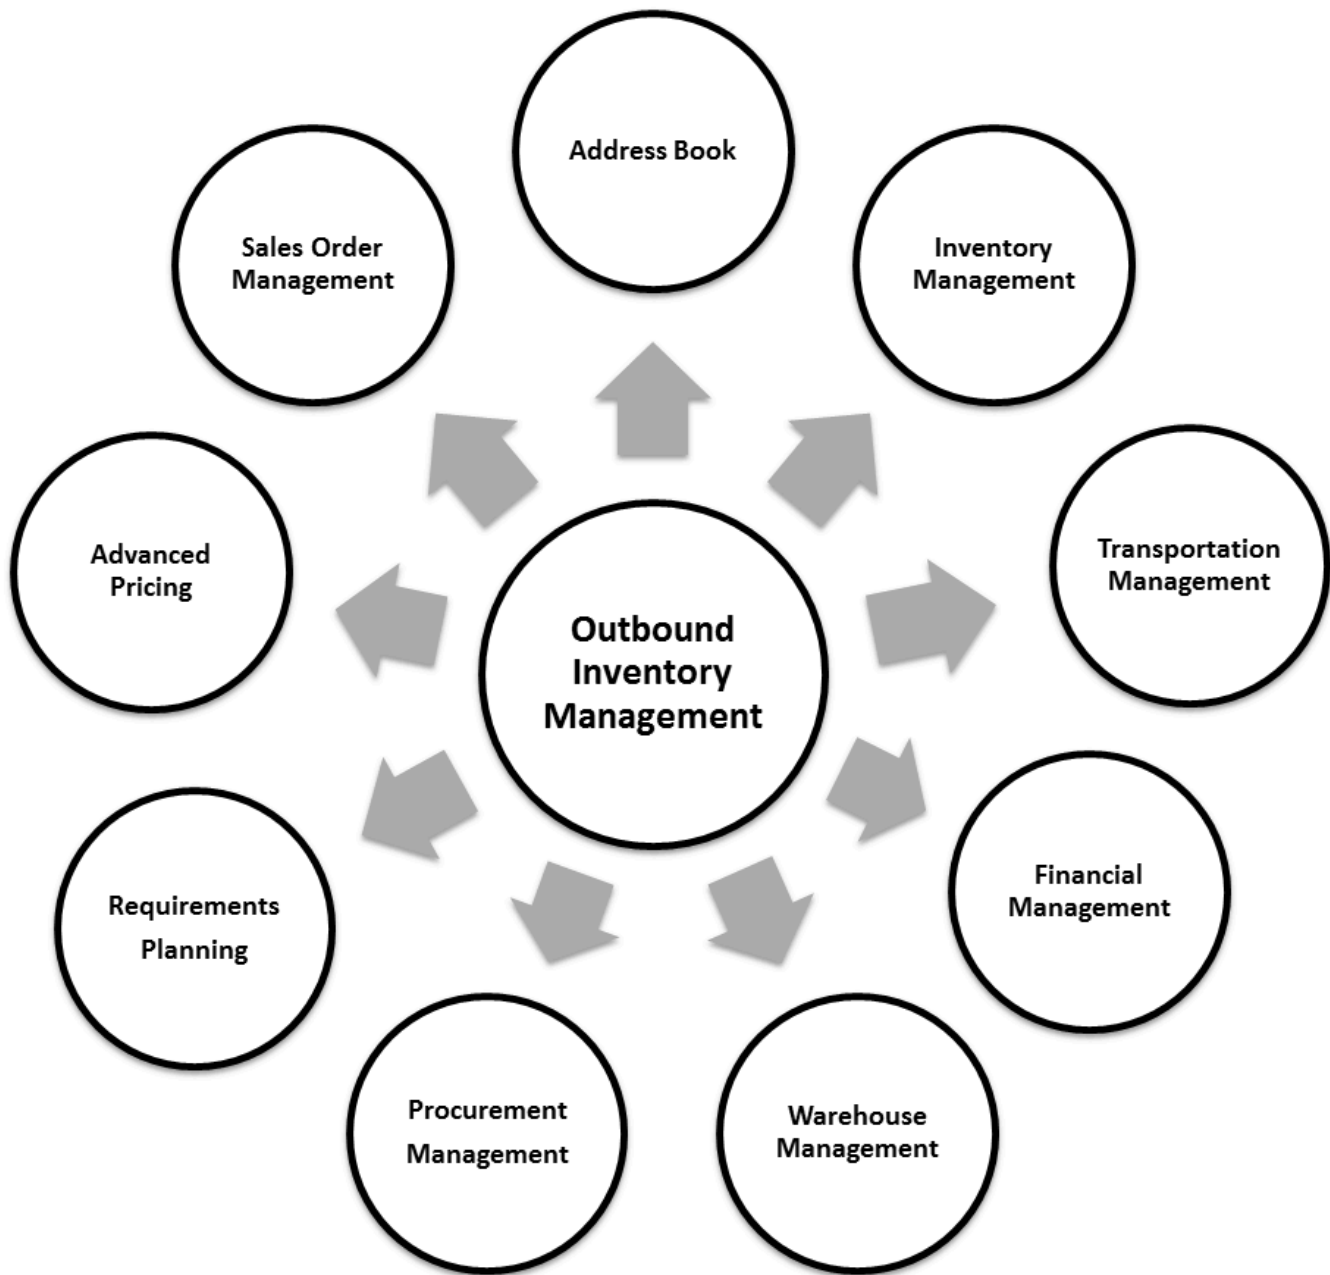 Address Book
Sales Order
Management
Inventory
Management
Advanced
Pricing
Transportation
Management
Outbound
Inventory
Management
Requirements
Planning
Financial
Management
Procurement
Management
Warehouse
Management